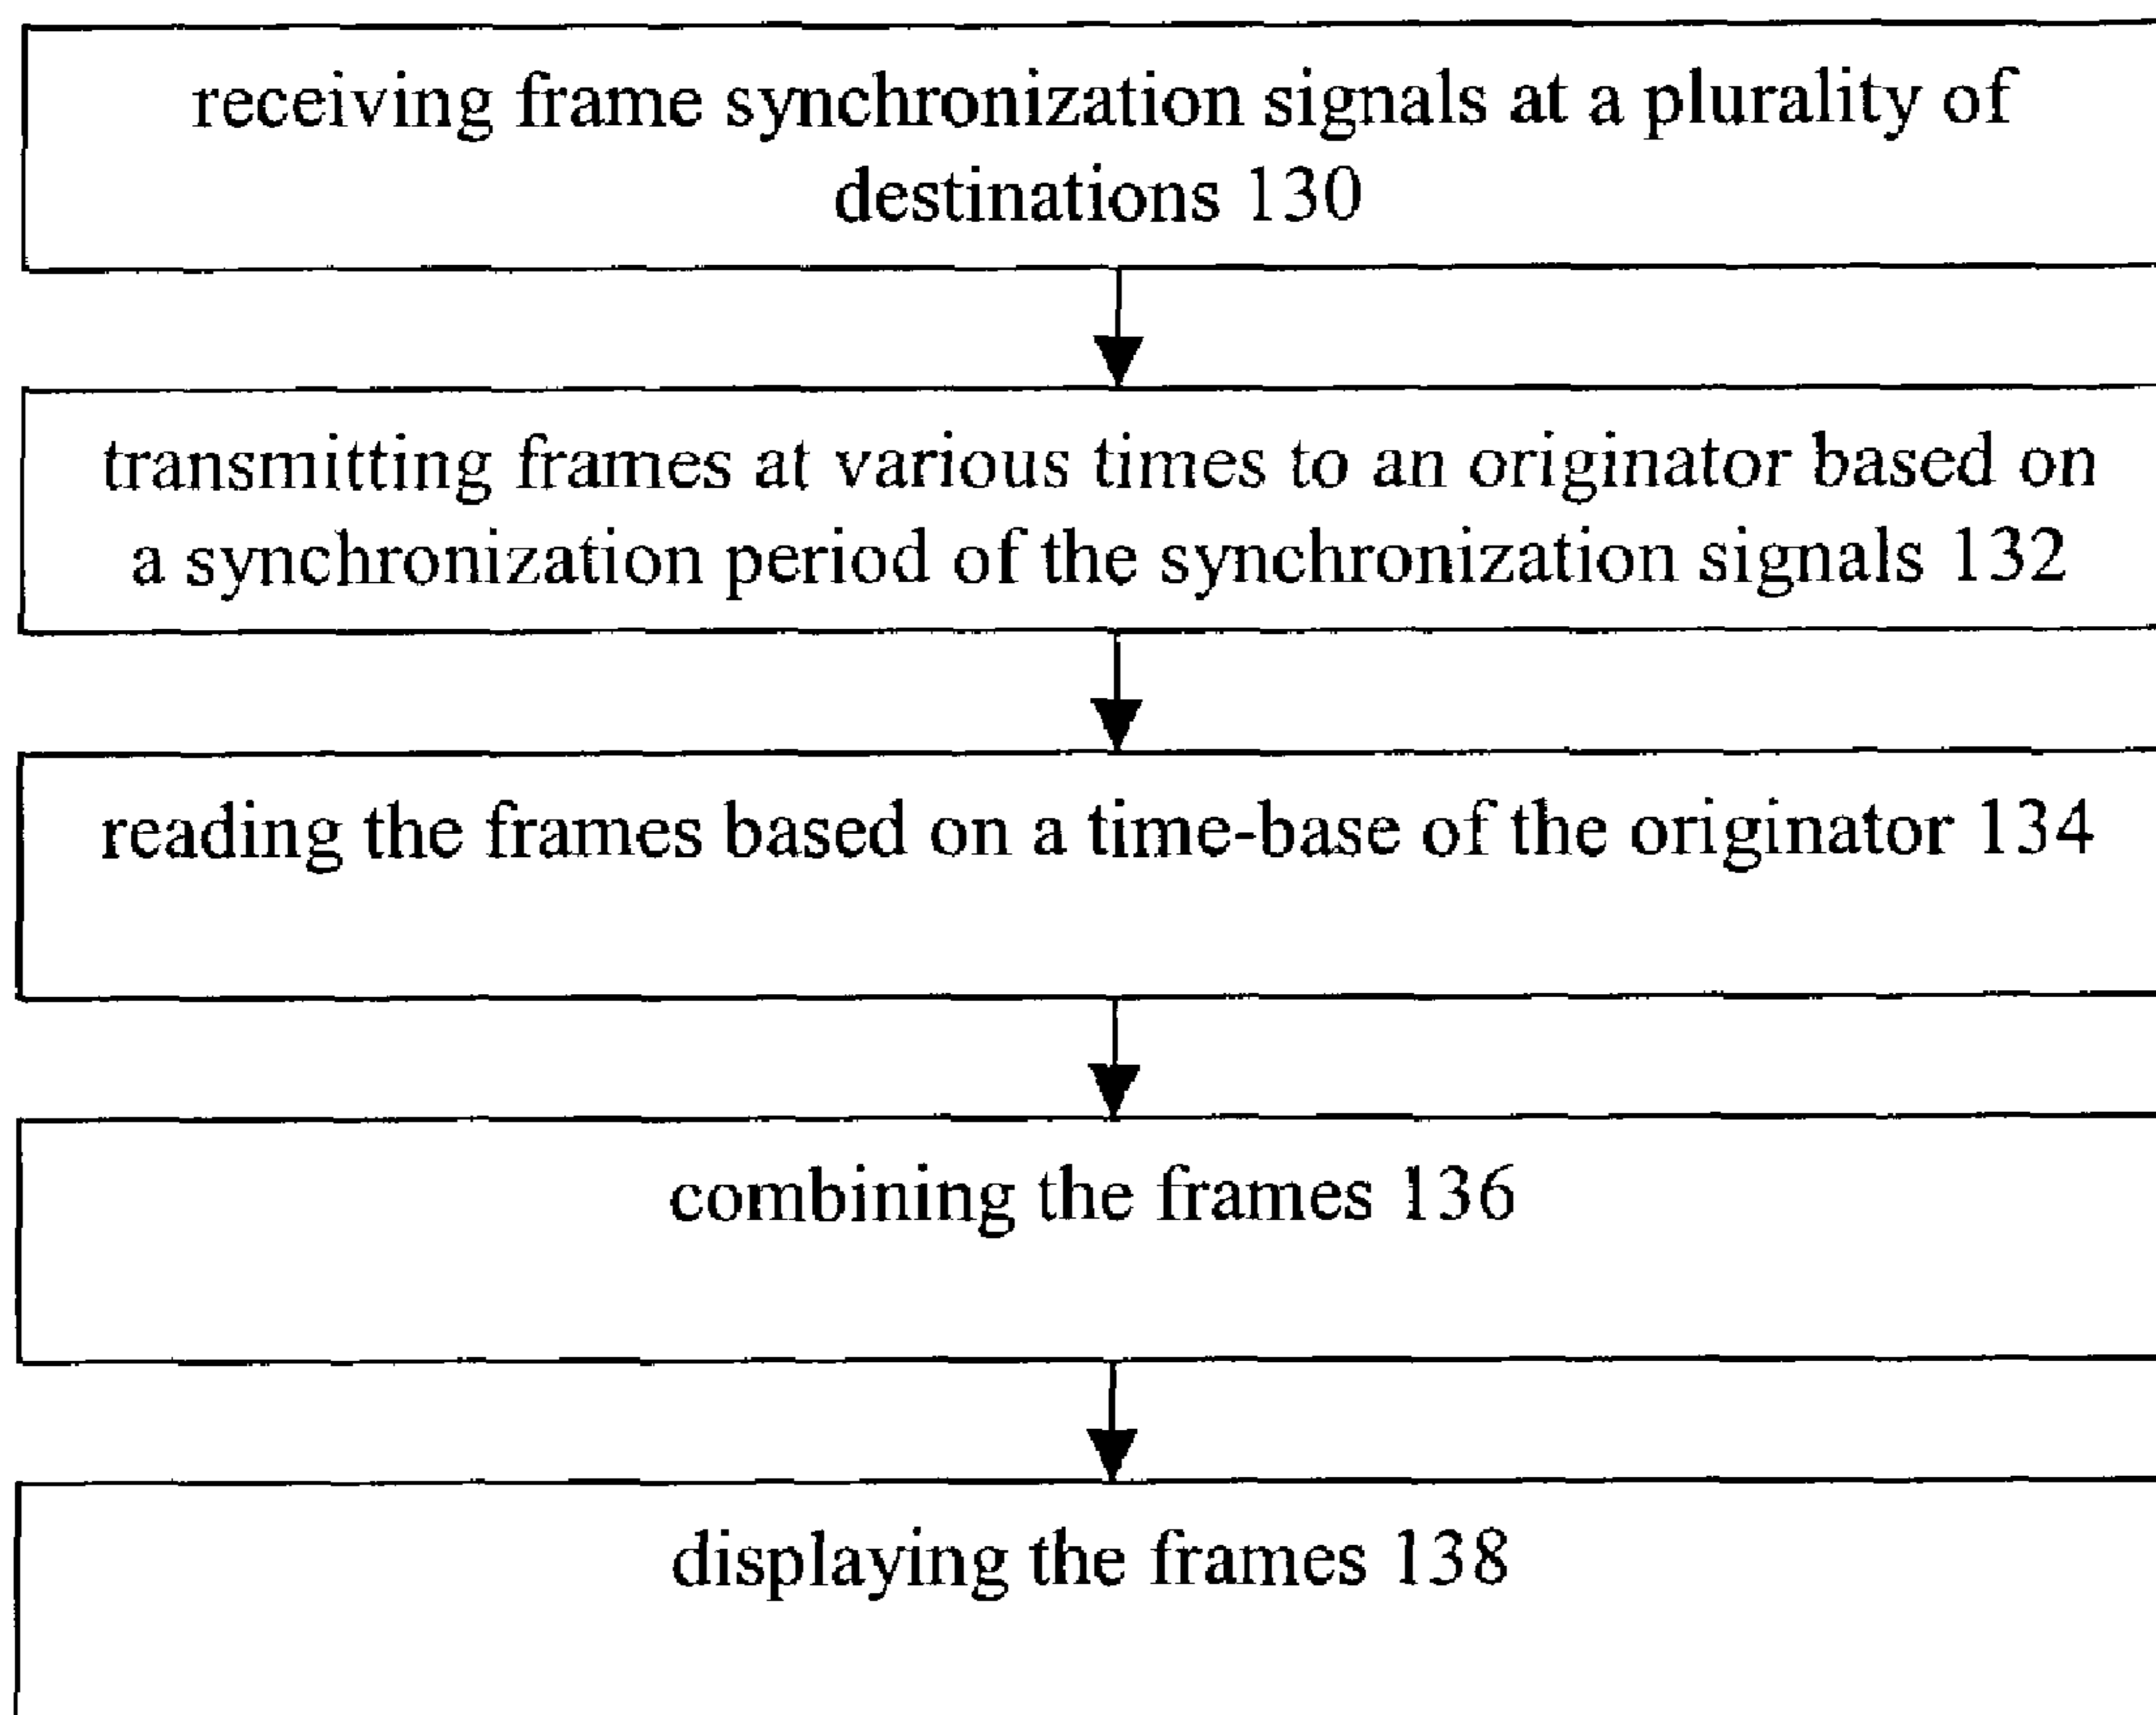 receiving frame synchronization signals at a plurality of
destinations 130
transmitting frames at various times to an originator based on
a synchronization period of the synchronization signals 132
reading the frames based on a time-base of the originator 134
combining the frames 136
displaying the frames 138